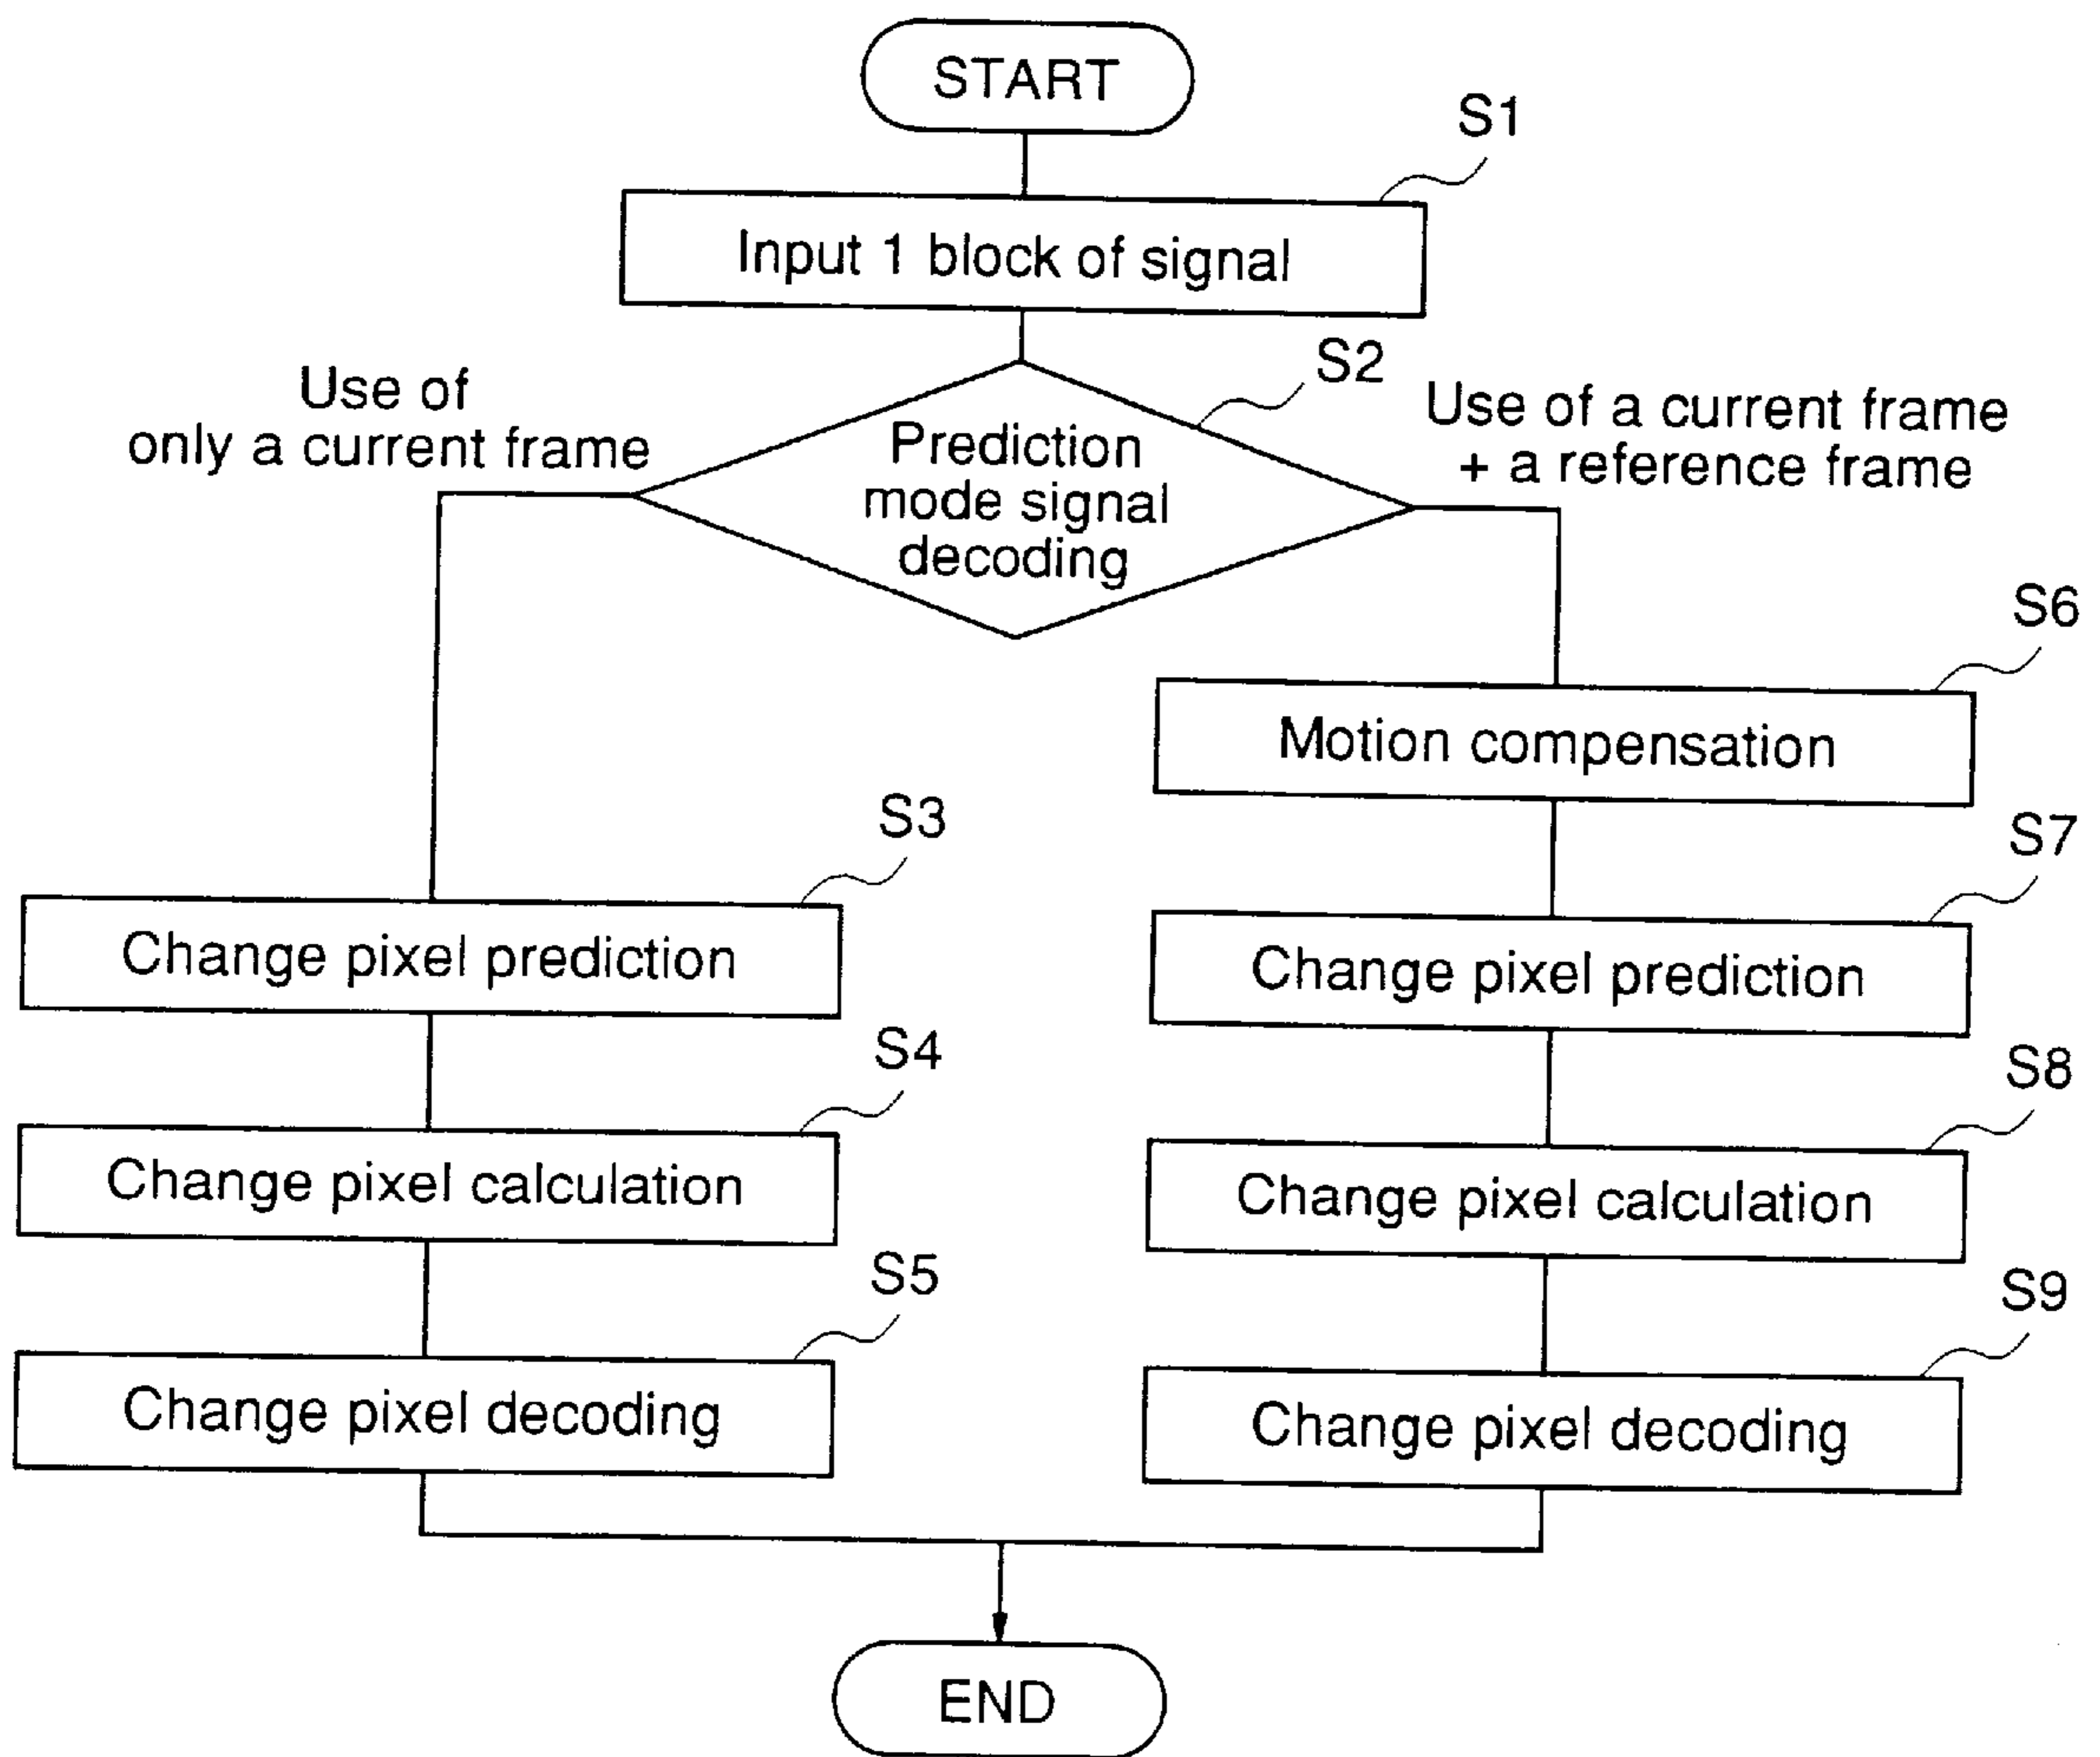 START
S1
Input 1 block of signal
S2
Use of
only a current frame
Prediction
mode signal
decoding
Use of a current frame
+ a reference frame
S6
Motion compensation
S3
S7
Change pixel prediction
Change pixel prediction
S4
S8
Change pixel calculation
Change pixel calculation
S5
S9
Change pixel decoding
Change pixel decoding
END